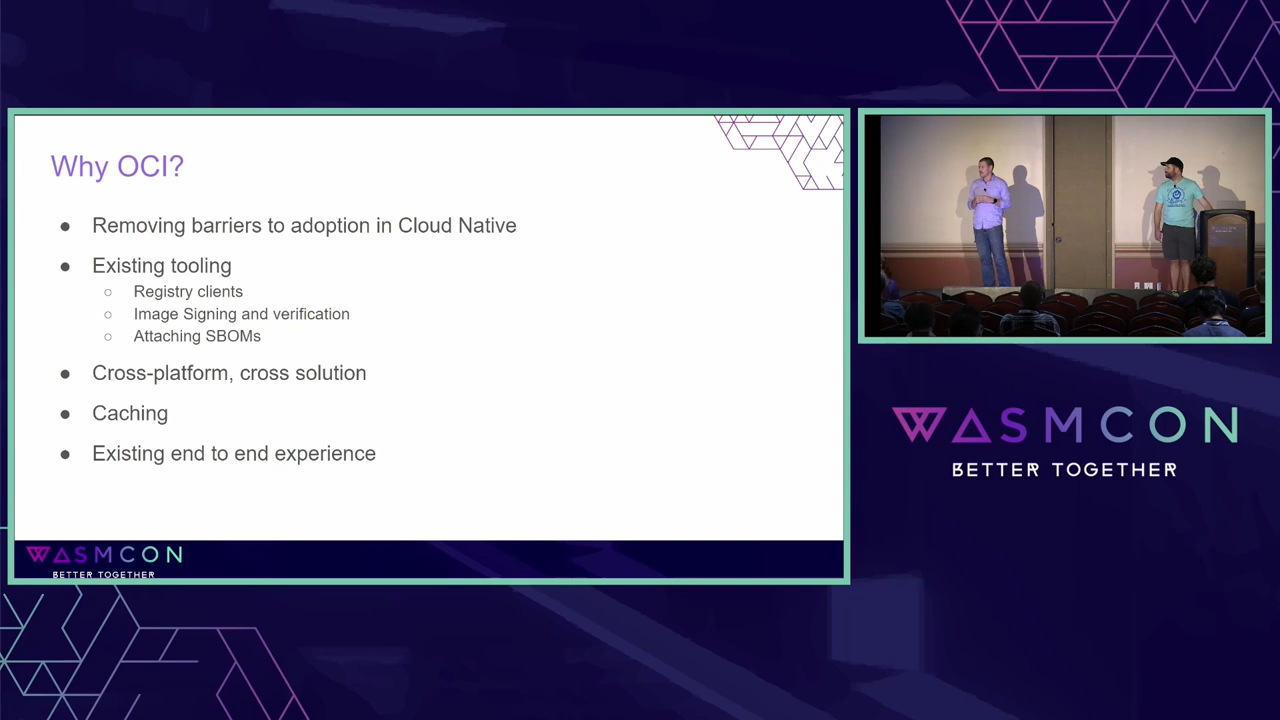 Why OCI?
● Removing barriers to adoption in Cloud Native
● Existing tooling
○ Registry clients
○ Image Signing and verification
○ Attaching SBOMs
● Cross-platform, cross solution
● Caching
● Existing end to end experience
WASMCON
BETTER TOGETHER
WASMCON
BETTER TOGETHER